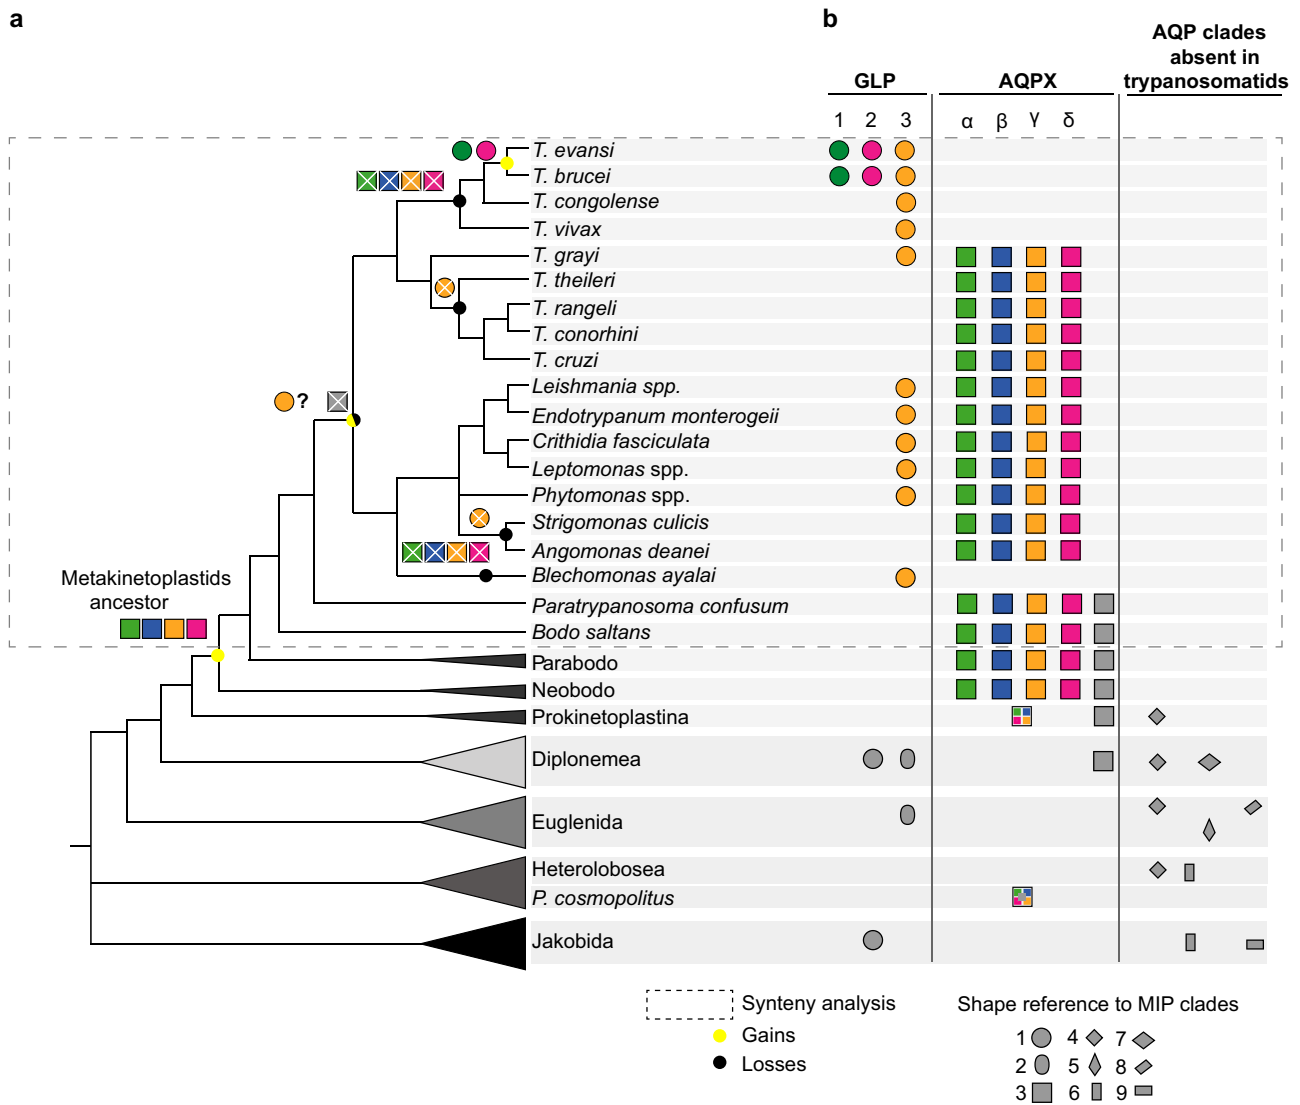 a
b
AQP clades
absent in
trypanosomatids
GLP
AQPX
1 2 3
α β γ δ
T. evansi
T. brucei
T. congolense
T. vivax
T. grayi
T. theileri
T. rangeli
T. conorhini
T. cruzi
Leishmania spp.
?
Endotrypanum monterogeii
Crithidia fasciculata
Leptomonas spp.
Phytomonas spp.
Strigomonas culicis
Angomonas deanei
Blechomonas ayalai
Metakinetoplastids
ancestor
Paratrypanosoma confusum
Bodo saltans
Parabodo
Neobodo
Prokinetoplastina
Diplonemea
Euglenida
Heterolobosea
P. cosmopolitus
Jakobida
Synteny analysis
Gains
Losses
Shape reference to MIP clades
1 4 7
2 5 8
3 6 9